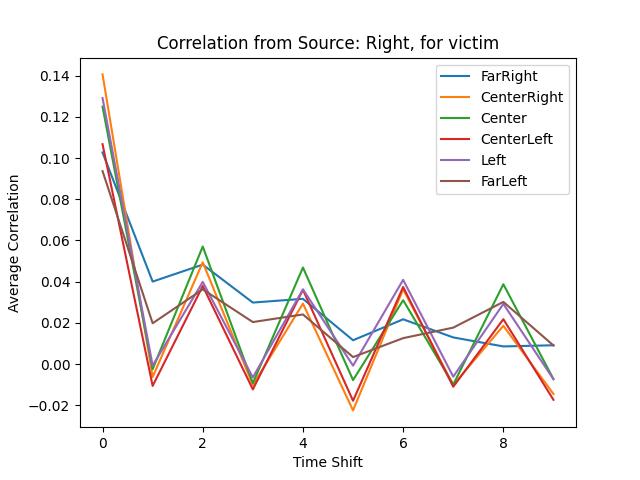 Correlation from Source: Right, for victim
0.14
0.12
0.10
0.08
0.06
0.04
0.02
0.00
−0.02
Average Correlation
FarRight
CenterRight
Center
CenterLeft
Left
FarLeft
0 2 4 6 8
Time Shift